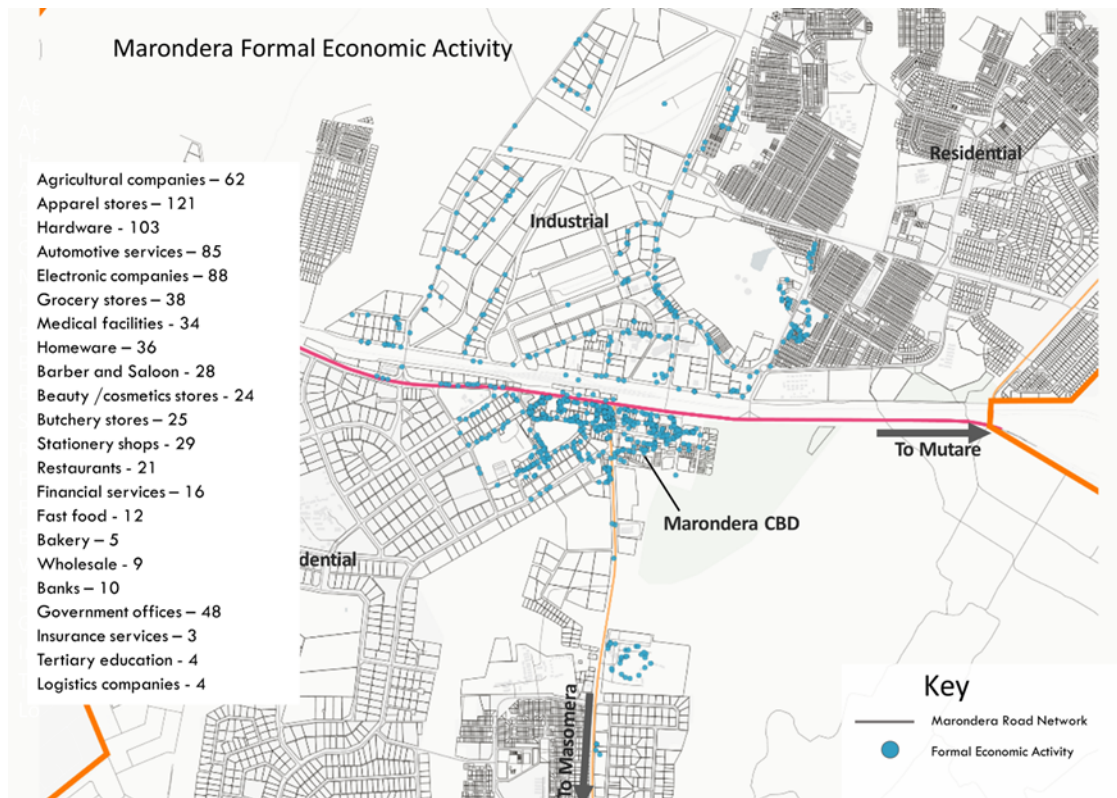 Marondera Formal Economic Activity
Agricultural companies – 62
Apparel stores – 121
Hardware - 103
Automotive services – 85
Electronic companies – 88
Grocery stores – 38
Medical facilities - 34
Homeware – 36
Barber and Saloon - 28
Beauty /cosmetics stores - 24
Butchery stores – 25
Stationery shops – 29
Restaurants - 21
Financial services – 16
Fast food - 12
Bakery – 5
Wholesale - 9
Banks – 10
Government offices – 48
Insurance services – 3
Tertiary education - 4
Logistics companies - 4
Residential
Industrial
To Mutare
Marondera CBD
dential
To Masomera
Key
Marondera Road Network
Formal Economic Activity